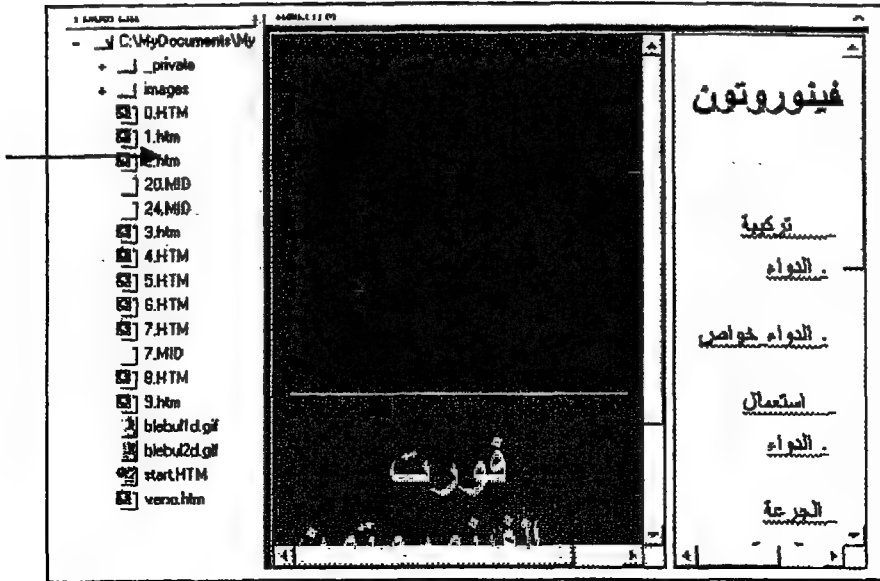 C:\MyDocuments\My
_private
images
0.HTM
1.htm
2.htm
20.MID
24.MID
3.htm
4.HTM
5.HTM
6.HTM
7.HTM
7.MID
8.HTM
9.htm
blebul1d.gif
blebul2d.gif
start.HTM
فورت
فينوروتون
تركيبة
. الدواء
. الدواء خواص
استعمال
. الدواء
الجرعة